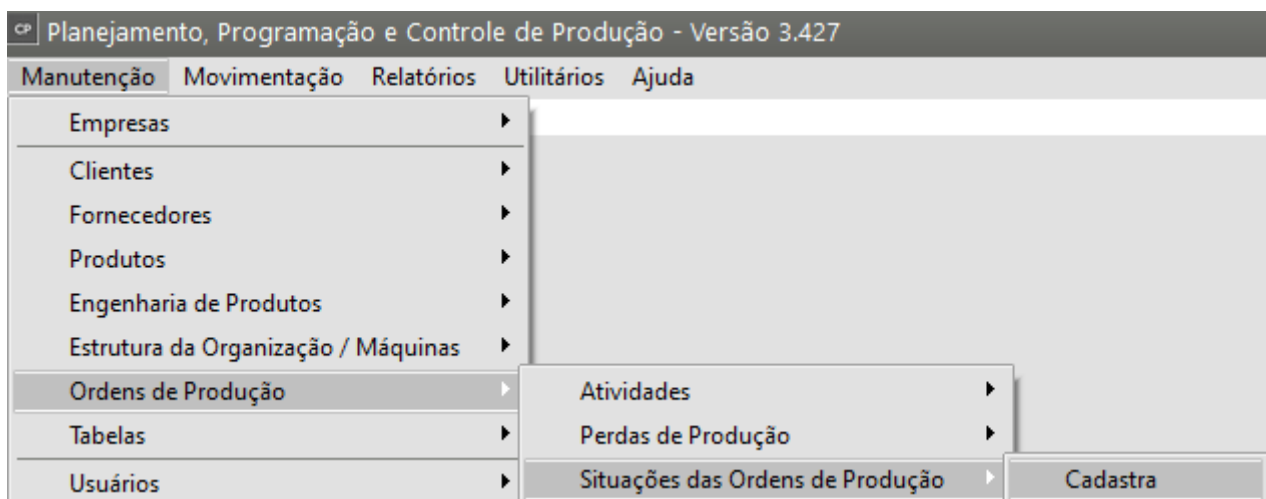 CP Planejamento, Programação e Controle de Produção - Versão 3.427
Manutenção Movimentação Relatórios Utilitários Ajuda
Empresas
Clientes
Fornecedores
Produtos
Engenharia de Produtos
Estrutura da Organização / Máquinas
Ordens de Produção Atividades
Tabelas Perdas de Produção
Usuários Situações das Ordens de Produção Cadastra